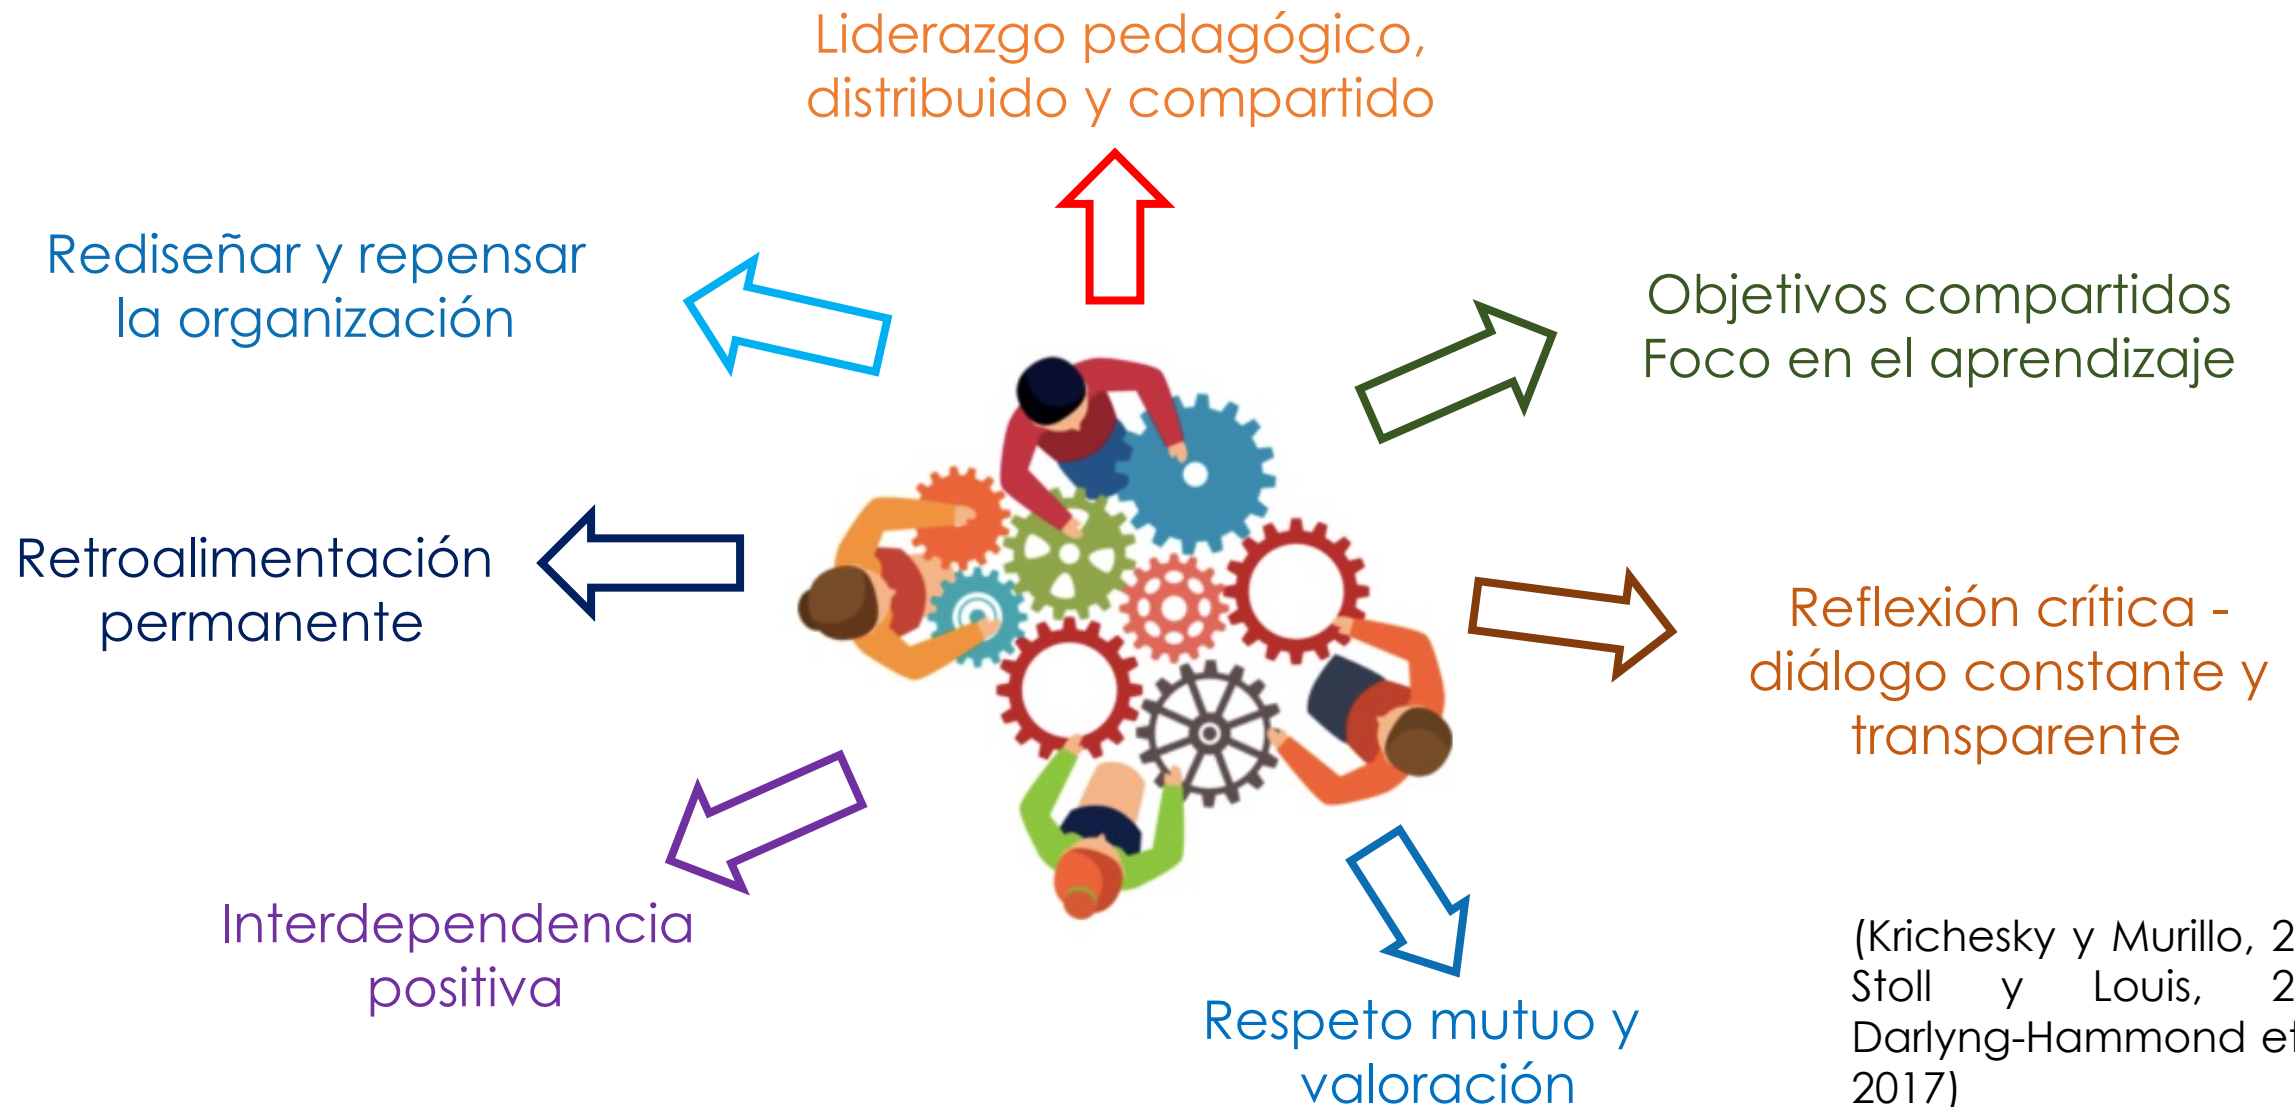 Liderazgo pedagógico,
distribuido y compartido
Rediseñar y repensar
la organización
Objetivos compartidos
Foco en el aprendizaje
Retroalimentación
permanente
Reflexión crítica -
diálogo constante y
transparente
Interdependencia
positiva
Respeto mutuo y
valoración
(Krichesky y Murillo,
Stoll y Louis,
Darlyng-Hammond
2017)